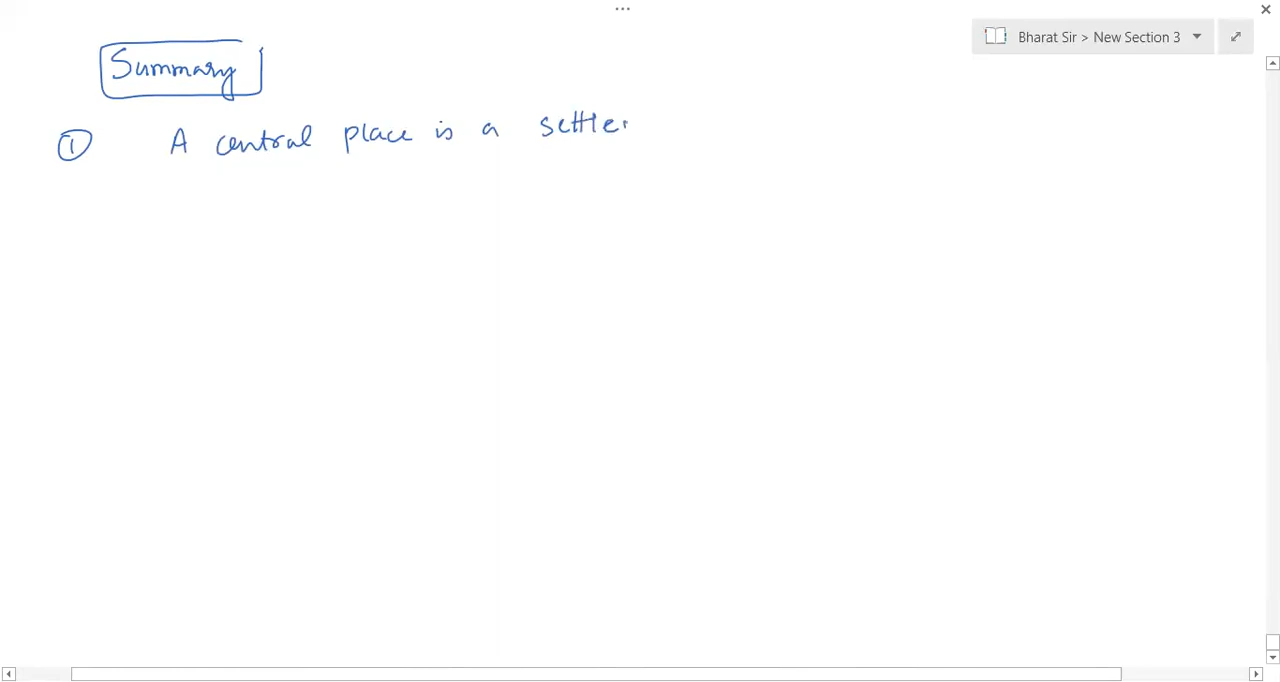 ...
Bharat Sir > New Section 3
Summary
① A central place is a settle